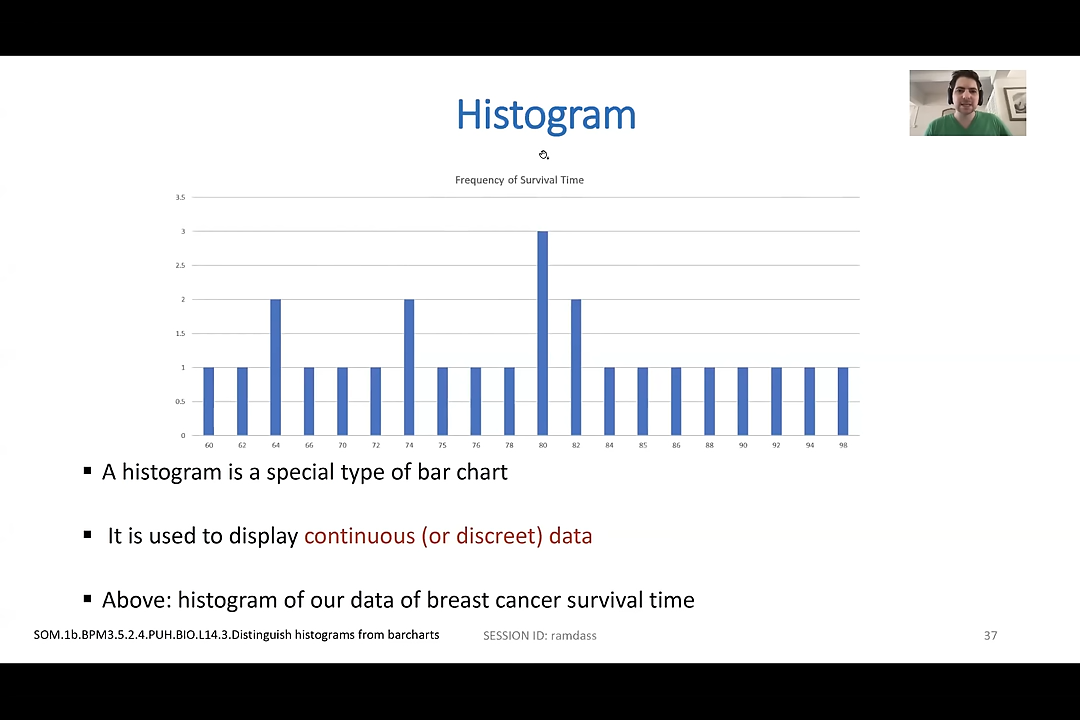 Histogram
Frequency of Survival Time
3.5
3
2.5
2
1.5
1
0.5
0
60 62 64 66 70 72 74 75 76 78 80 82 84 85 86 88 90 92 94 98
▪ A histogram is a special type of bar chart
▪ It is used to display continuous (or discreet) data
▪ Above: histogram of our data of breast cancer survival time
SOM.1b.BPM3.5.2.4.PUH.BIO.L14.3.Distinguish histograms from barcharts SESSION ID: ramdass 37